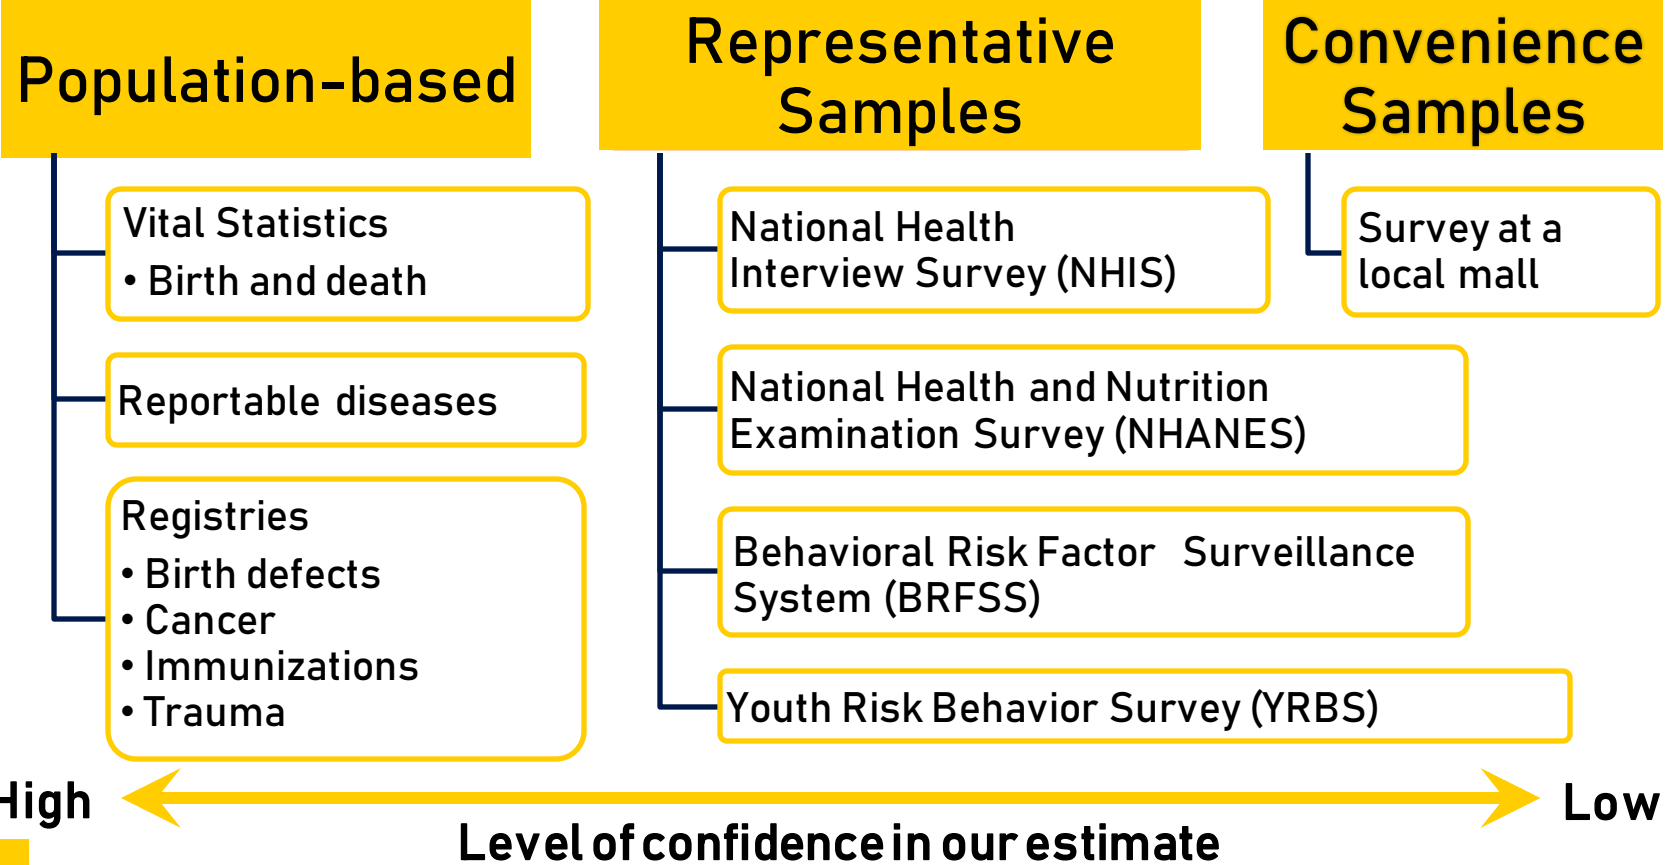 Population-based
Vital Statistics
• Birth and death
Reportable diseases
Registries
• Birth defects
• Cancer
• Immunizations
• Trauma
Representative
Samples
National Health
Interview Survey (NHIS)
National Health and Nutrition
Examination Survey (NHANES)
Behavioral Risk Factor Surveillance
System (BRFSS)
Youth Risk Behavior Survey (YRBS)
Convenience
Samples
Survey at a
local mall
High
Low
Level of confidence in our estimate